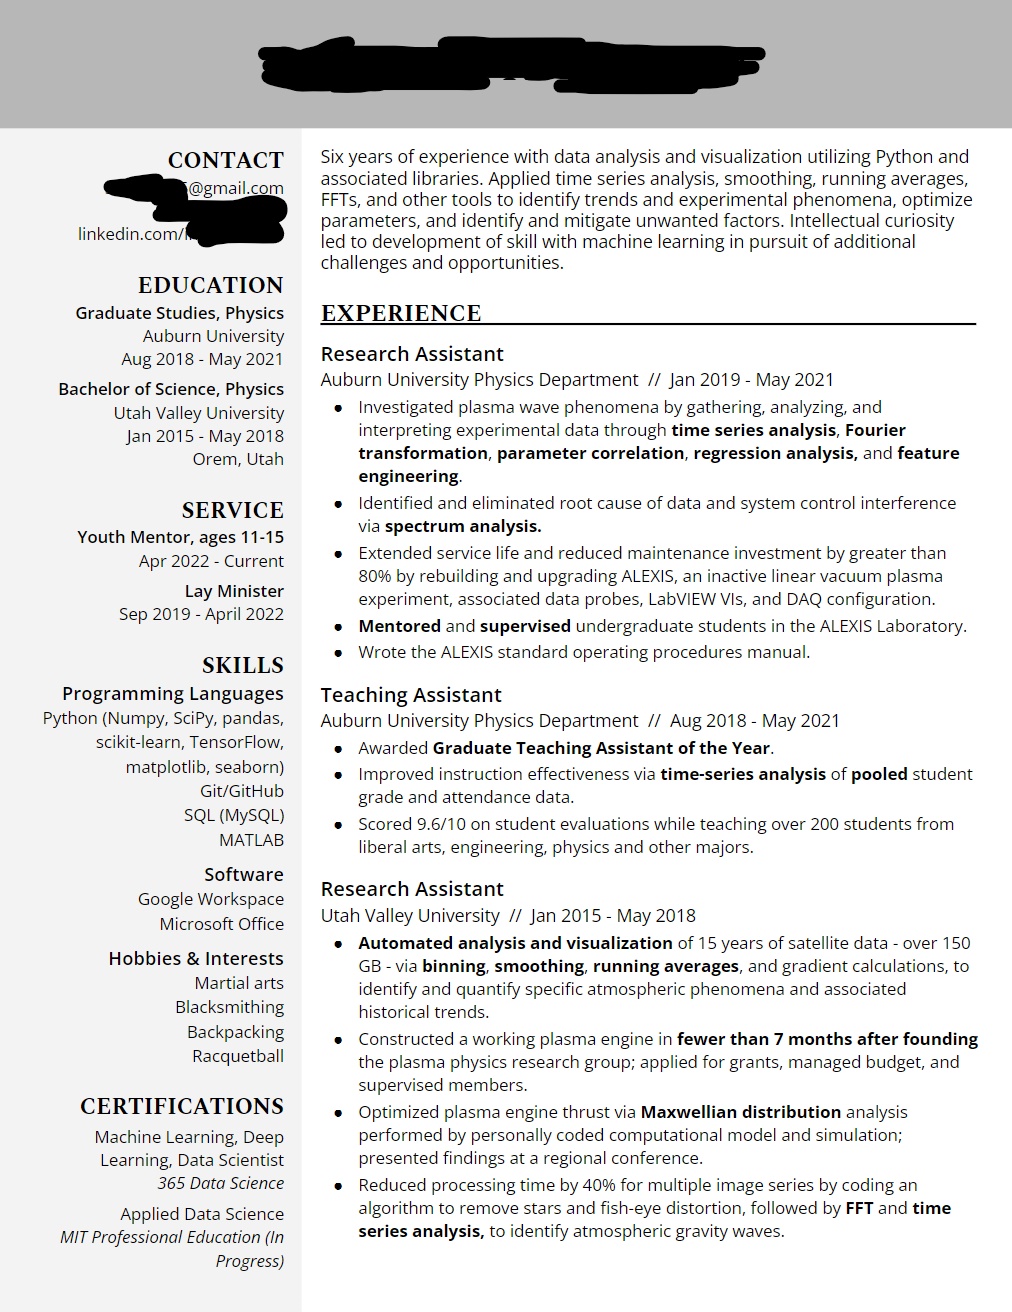 CONTACT
@gmail.com
linkedin.com/
EDUCATION
Graduate Studies, Physics
Auburn University
Aug 2018 - May 2021
Bachelor of Science, Physics
Utah Valley University
Jan 2015 - May 2018
Orem, Utah
SERVICE
Youth Mentor, ages 11-15
Apr 2022 - Current
Lay Minister
Sep 2019 - April 2022
SKILLS
Programming Languages
Python (Numpy, SciPy, pandas,
scikit-learn, TensorFlow,
matplotlib, seaborn)
Git/GitHub
SQL (MySQL)
MATLAB
Software
Google Workspace
Microsoft Office
Hobbies & Interests
Martial arts
Blacksmithing
Backpacking
Racquetball
CERTIFICATIONS
Machine Learning, Deep
Learning, Data Scientist
365 Data Science
Applied Data Science
MIT Professional Education (In
Progress)
Six years of experience with data analysis and visualization utilizing Python and
associated libraries. Applied time series analysis, smoothing, running averages,
FFTs, and other tools to identify trends and experimental phenomena, optimize
parameters, and identify and mitigate unwanted factors. Intellectual curiosity
led to development of skill with machine learning in pursuit of additional
challenges and opportunities.
EXPERIENCE
Research Assistant
Auburn University Physics Department // Jan 2019 - May 2021
● Investigated plasma wave phenomena by gathering, analyzing, and
interpreting experimental data through time series analysis, Fourier
transformation, parameter correlation, regression analysis, and feature
engineering.
● Identified and eliminated root cause of data and system control interference
via spectrum analysis.
● Extended service life and reduced maintenance investment by greater than
80% by rebuilding and upgrading ALEXIS, an inactive linear vacuum plasma
experiment, associated data probes, LabVIEW VIs, and DAQ configuration.
● Mentored and supervised undergraduate students in the ALEXIS Laboratory.
● Wrote the ALEXIS standard operating procedures manual.
Teaching Assistant
Auburn University Physics Department // Aug 2018 - May 2021
● Awarded Graduate Teaching Assistant of the Year.
● Improved instruction effectiveness via time-series analysis of pooled student
grade and attendance data.
● Scored 9.6/10 on student evaluations while teaching over 200 students from
liberal arts, engineering, physics and other majors.
Research Assistant
Utah Valley University // Jan 2015 - May 2018
● Automated analysis and visualization of 15 years of satellite data - over 150
GB - via binning, smoothing, running averages, and gradient calculations, to
identify and quantify specific atmospheric phenomena and associated
historical trends.
● Constructed a working plasma engine in fewer than 7 months after founding
the plasma physics research group; applied for grants, managed budget, and
supervised members.
● Optimized plasma engine thrust via Maxwellian distribution analysis
performed by personally coded computational model and simulation;
presented findings at a regional conference.
● Reduced processing time by 40% for multiple image series by coding an
algorithm to remove stars and fish-eye distortion, followed by FFT and time
series analysis, to identify atmospheric gravity waves.